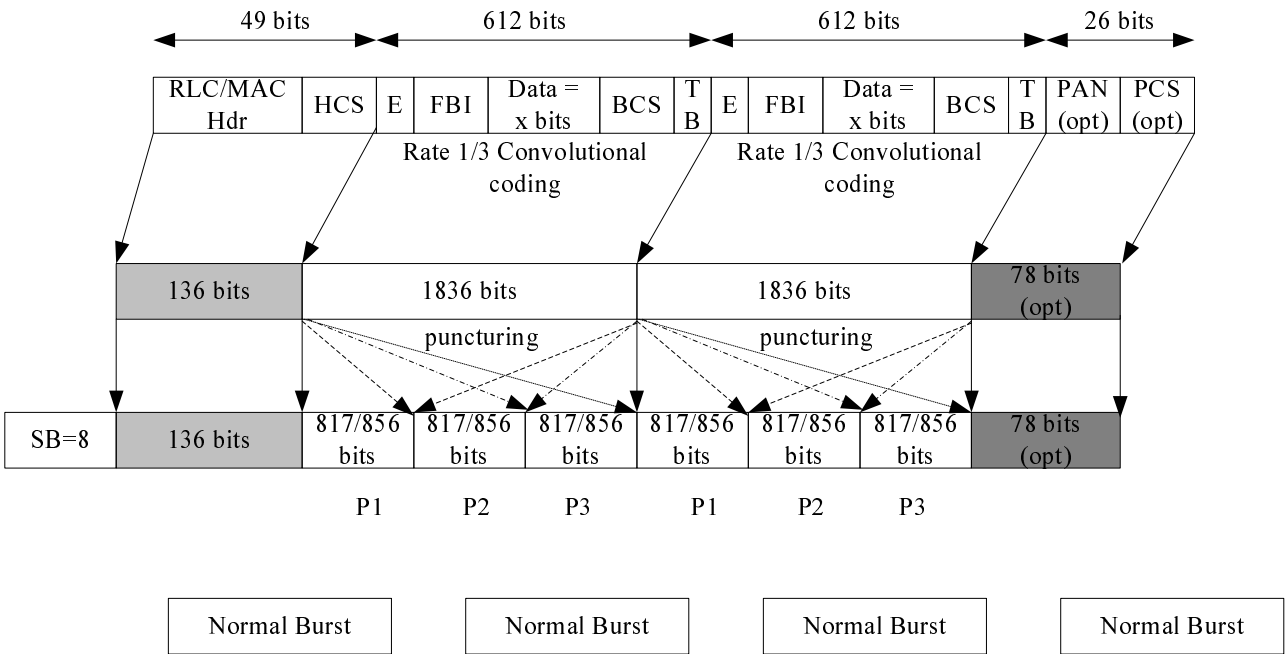 49 bits 612 bits 612 bits 26 bits
RLC/MAC Hdr HCS E FBI Data = x bits BCS T B E FBI Data = x bits BCS T B PAN (opt) PCS (opt)
Rate 1/3 Convolutional coding Rate 1/3 Convolutional coding
136 bits 1836 bits 1836 bits 78 bits (opt)
puncturing puncturing
SB=8 136 bits 817/856 bits 817/856 bits 817/856 bits 817/856 bits 817/856 bits 817/856 bits 78 bits (opt)
P1 P2 P3 P1 P2 P3
Normal Burst Normal Burst Normal Burst Normal Burst